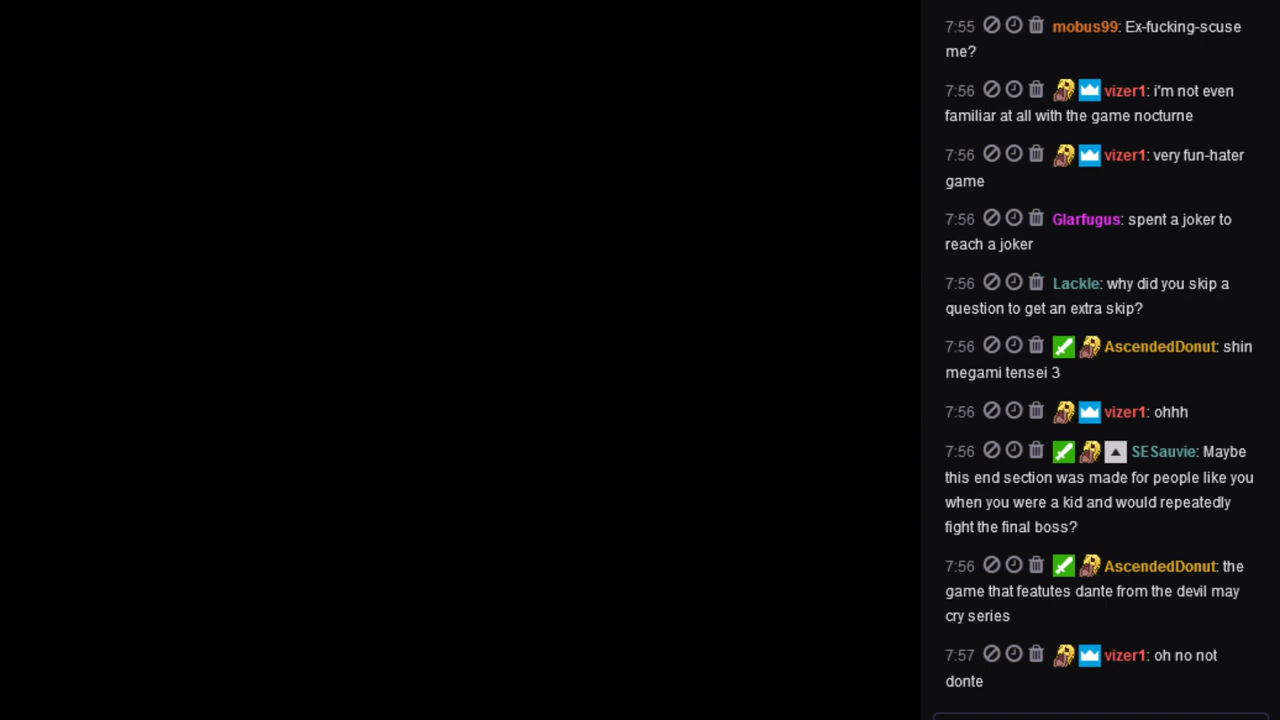 7:55 mobus99: Ex-fucking-scuse
me?
7:56 vizer1: i'm not even
familiar at all with the game nocturne
7:56 vizer1: very fun-hater
game
7:56 Glarfugus: spent a joker to
reach a joker
7:56 Lackle: why did you skip a
question to get an extra skip?
7:56 AscendedDonut: shin
megami tensei 3
7:56 vizer1: ohhh
7:56 SESauvie: Maybe
this end section was made for people like you
when you were a kid and would repeatedly
fight the final boss?
7:56 AscendedDonut: the
game that featutes dante from the devil may
cry series
7:57 vizer1: oh no not
donte